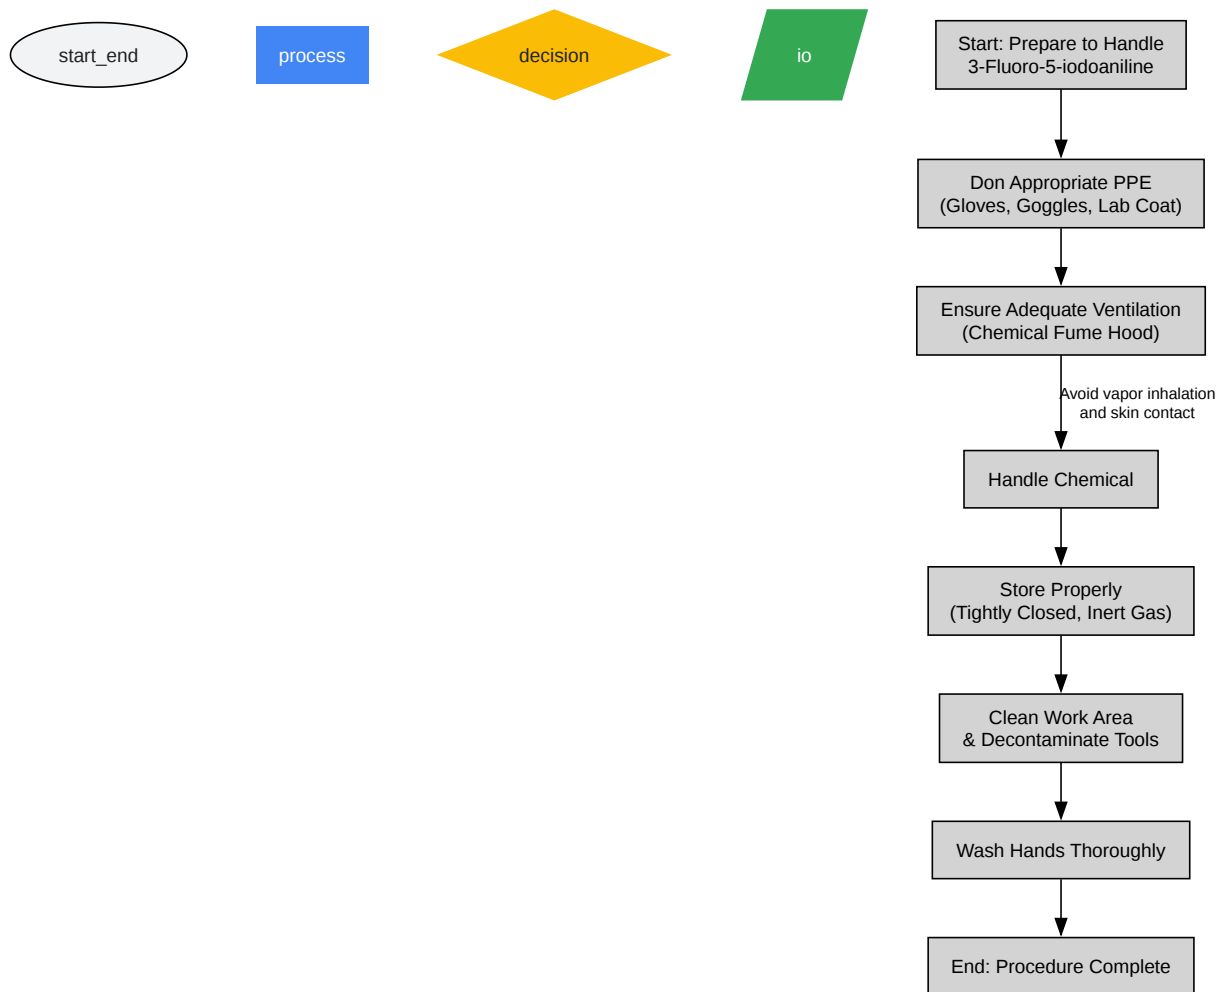 start_end
process
decision
io
Start: Prepare to Handle
3-Fluoro-5-iodoaniline
Don Appropriate PPE
(Gloves, Goggles, Lab Coat)
Ensure Adequate Ventilation
(Chemical Fume Hood)
Avoid vapor inhalation
and skin contact
Handle Chemical
Store Properly
(Tightly Closed, Inert Gas)
Clean Work Area
& Decontaminate Tools
Wash Hands Thoroughly
End: Procedure Complete